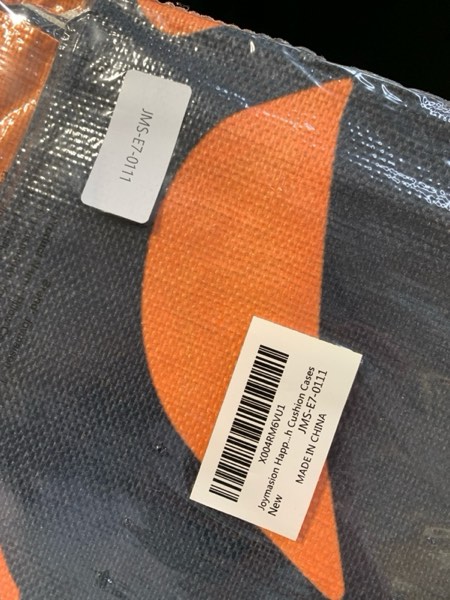 JMS-E7-0111
X004RM6VU1
Joymasion Happ...h Cushion Cases
New
JMS-E7-0111
MADE IN CHINA